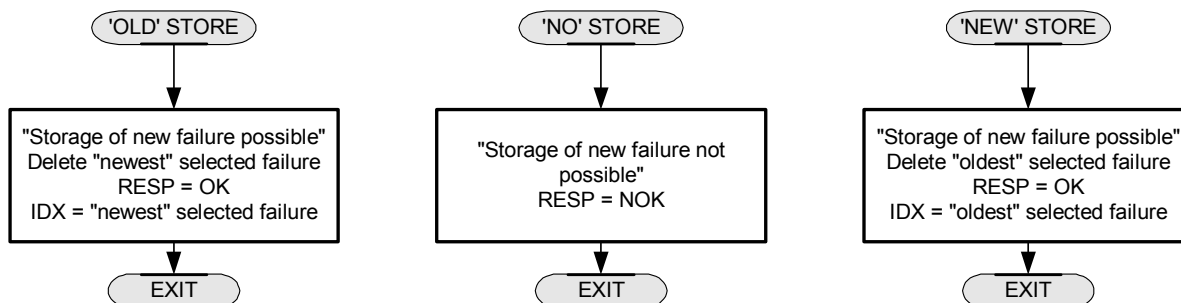 'OLD' STORE
"Storage of new failure possible"
Delete "newest" selected failure
RESP = OK
IDX = "newest" selected failure
EXIT
'NO' STORE
"Storage of new failure not
possible"
RESP = NOK
EXIT
'NEW' STORE
"Storage of new failure possible"
Delete "oldest" selected failure
RESP = OK
IDX = "oldest" selected failure
EXIT